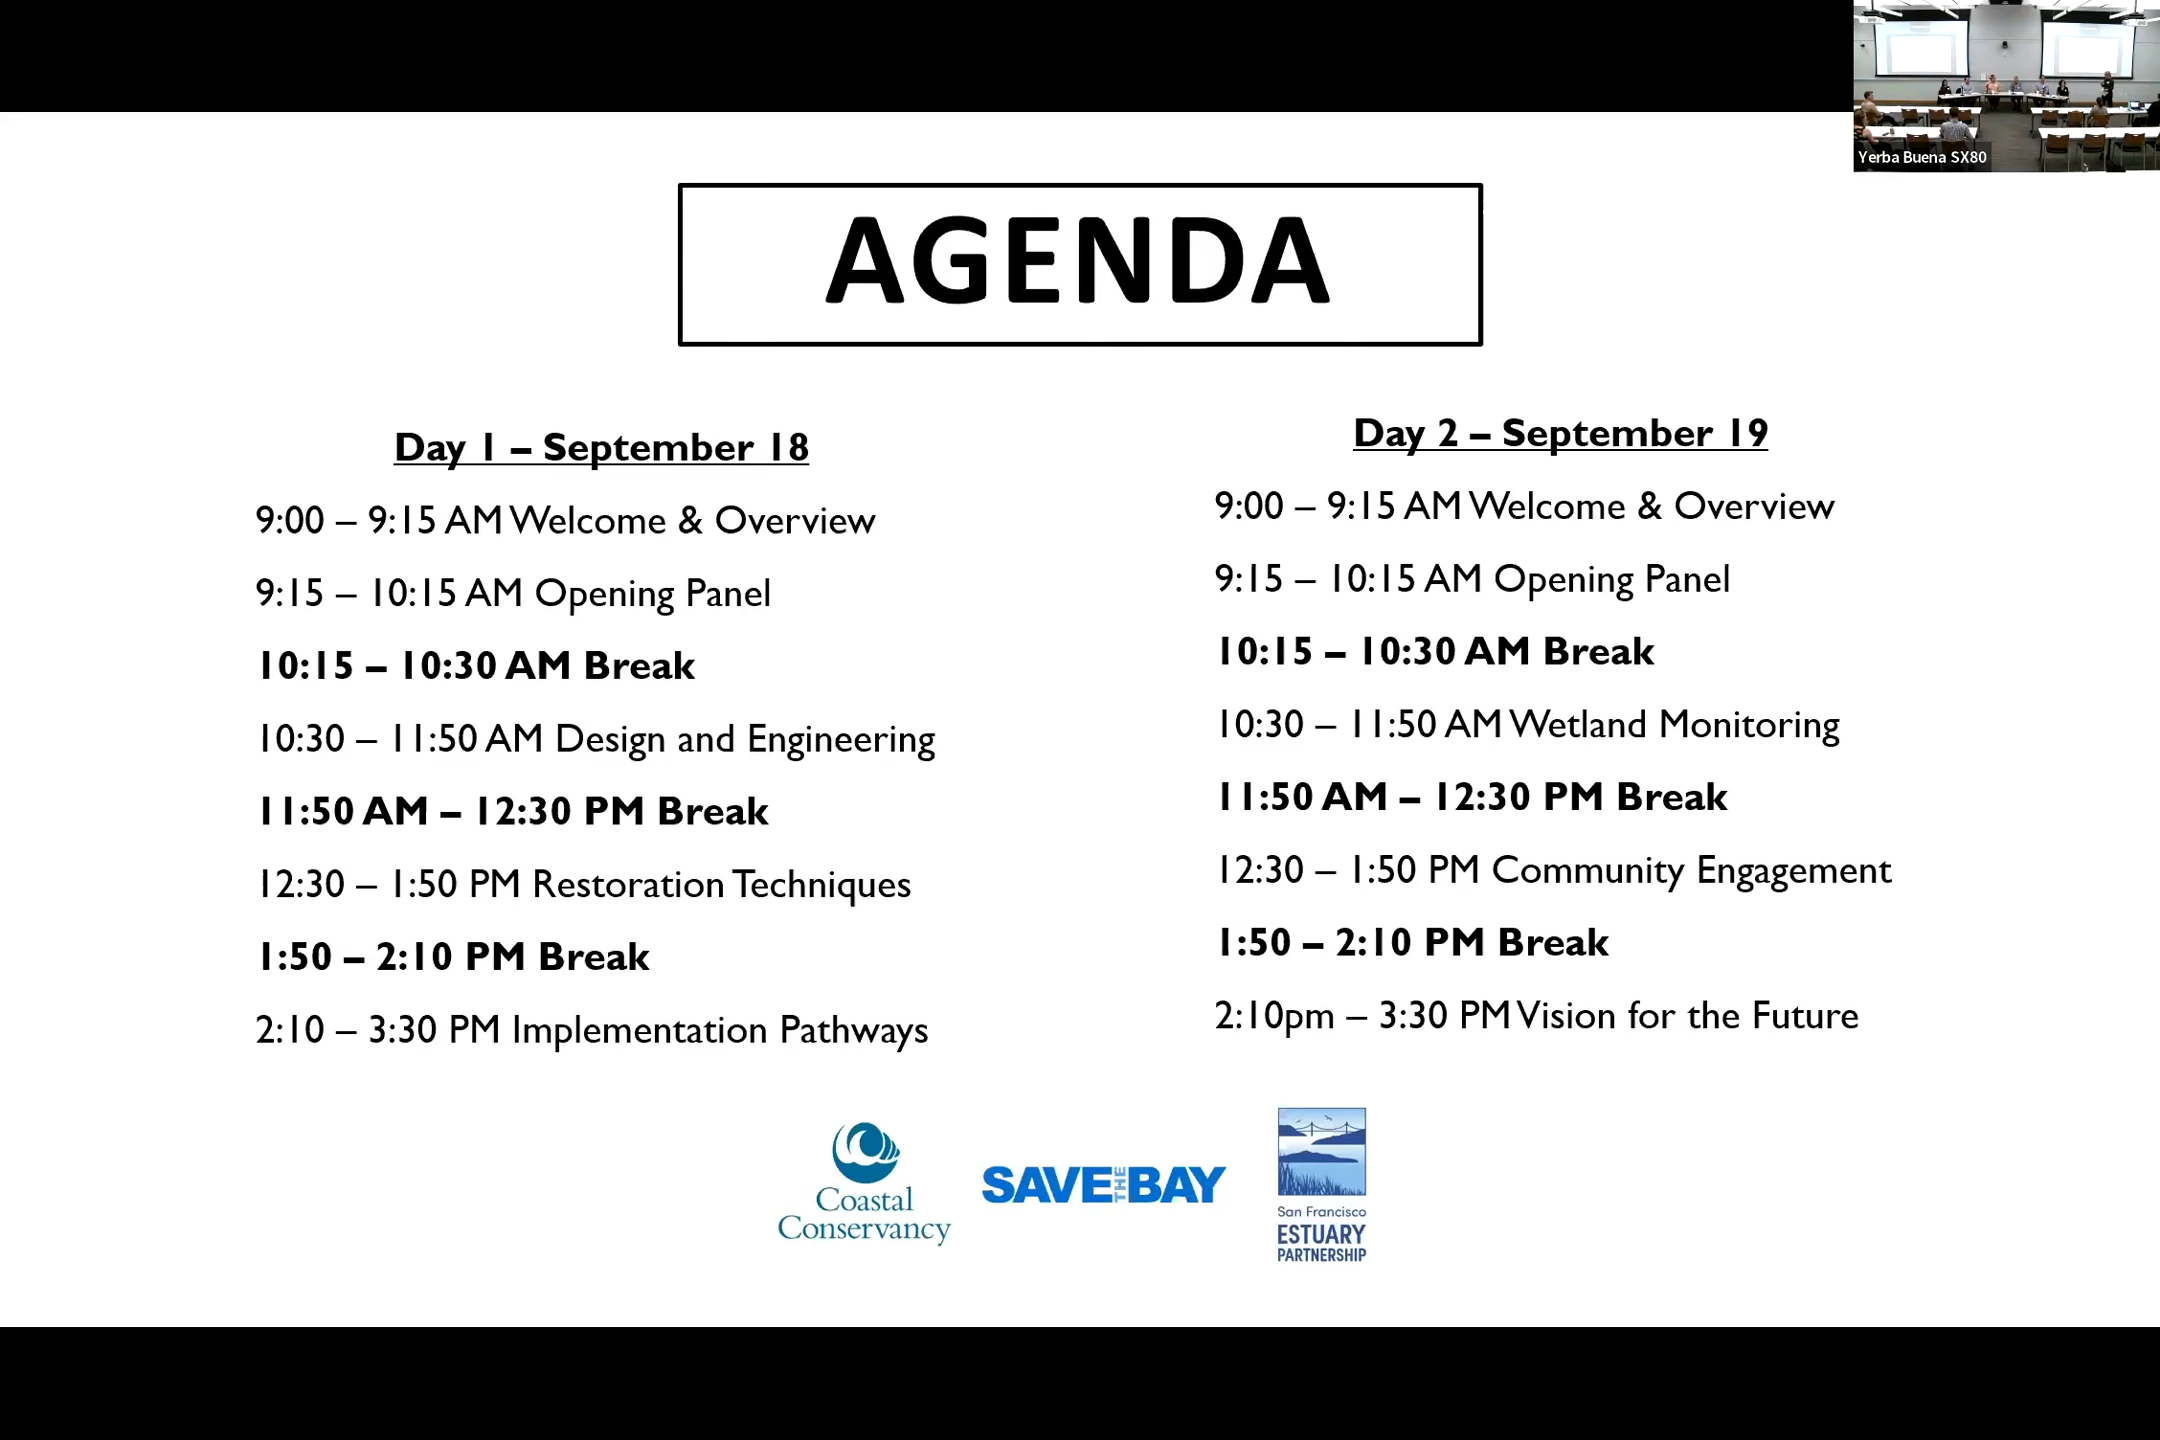 Yerba Buena SX80
AGENDA
Day 1 – September 18
9:00 – 9:15 AM Welcome & Overview
9:15 – 10:15 AM Opening Panel
10:15 – 10:30 AM Break
10:30 – 11:50 AM Design and Engineering
11:50 AM – 12:30 PM Break
12:30 – 1:50 PM Restoration Techniques
1:50 – 2:10 PM Break
2:10 – 3:30 PM Implementation Pathways
Day 2 – September 19
9:00 – 9:15 AM Welcome & Overview
9:15 – 10:15 AM Opening Panel
10:15 – 10:30 AM Break
10:30 – 11:50 AM Wetland Monitoring
11:50 AM – 12:30 PM Break
12:30 – 1:50 PM Community Engagement
1:50 – 2:10 PM Break
2:10pm – 3:30 PM Vision for the Future
Coastal
Conservancy
SAVE THE BAY
San Francisco
ESTUARY
PARTNERSHIP